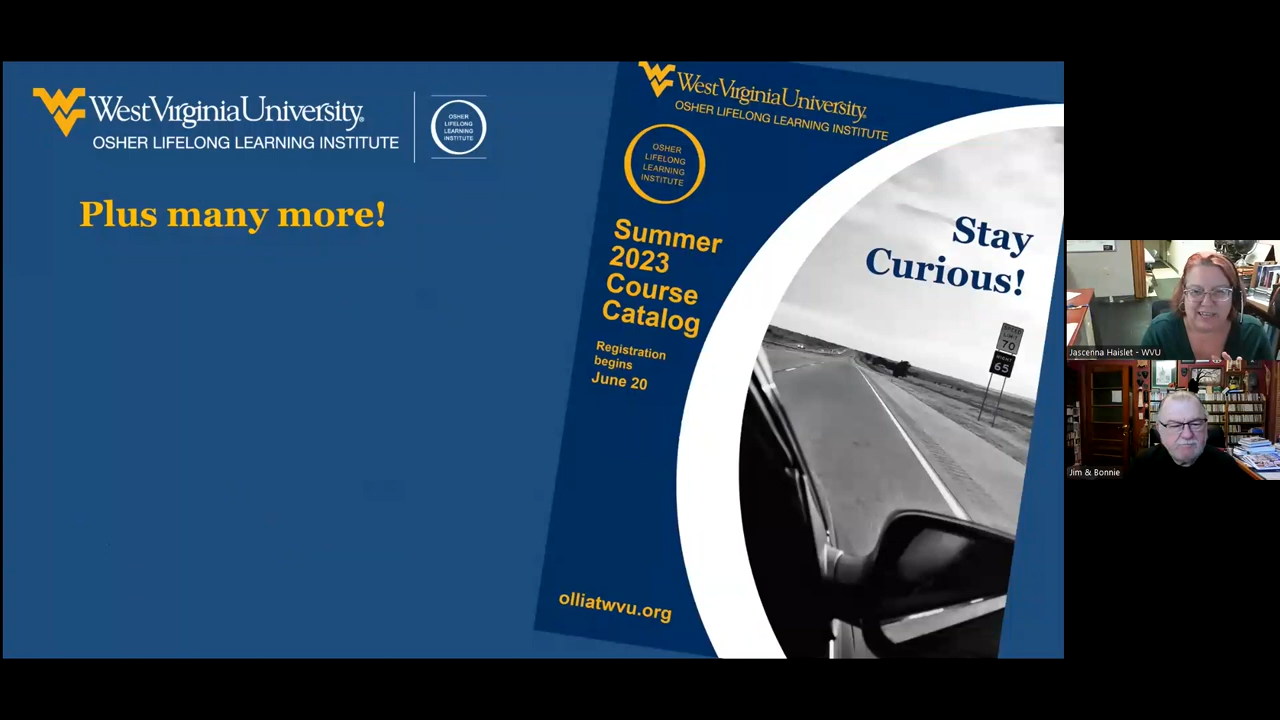 WestVirginiaUniversity®
OSHER LIFELONG LEARNING INSTITUTE
OSHER
LIFELONG
LEARNING
INSTITUTE
Plus many more!
WestVirginiaUniversity®
OSHER LIFELONG LEARNING INSTITUTE
OSHER
LIFELONG
LEARNING
INSTITUTE
Summer
2023
Course
Catalog
Registration
begins
June 20
olliatwvu.org
Stay
Curious!
SPEED
LIMIT
70
NIGHT
65
Jascenna Haislet - WVU
Jim & Bonnie